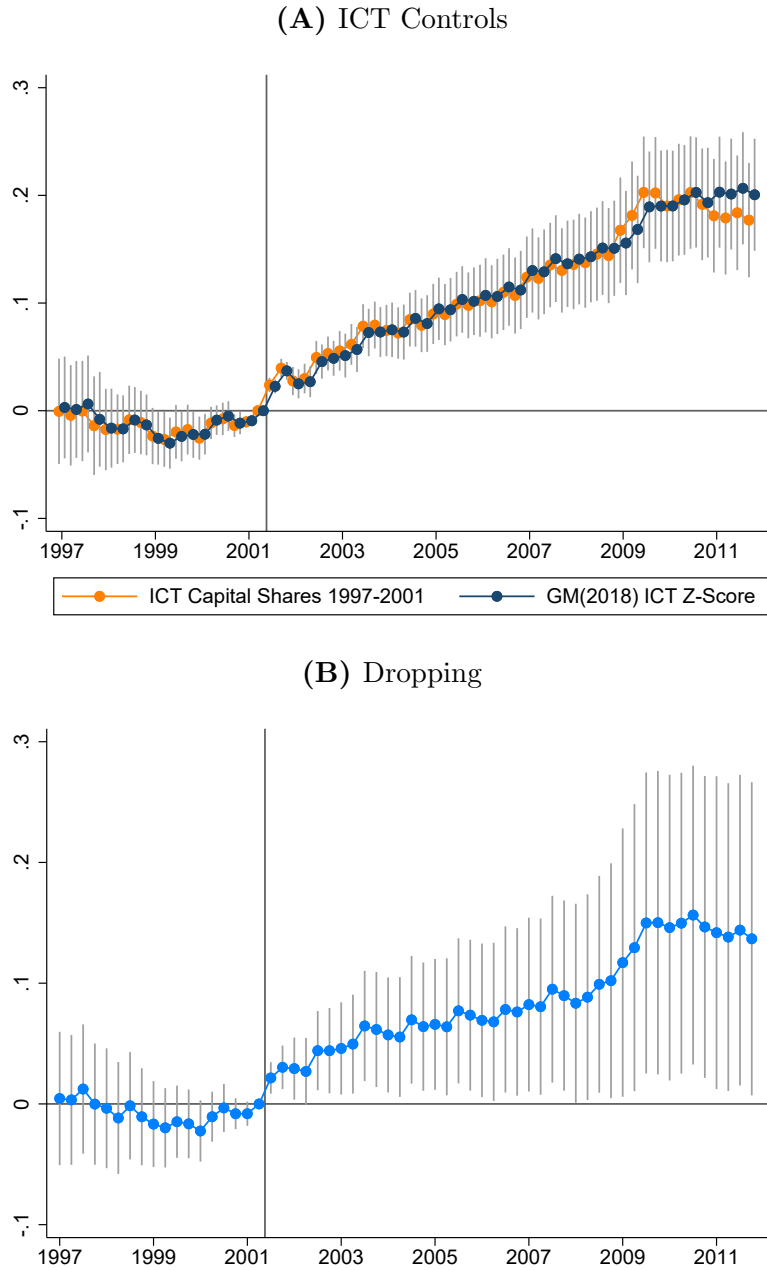 (A) ICT Controls
.3
.2
.1
0
-.1
1997 1999 2001 2003 2005 2007 2009 2011
ICT Capital Shares 1997-2001 GM(2018) ICT Z-Score
(B) Dropping
.3
.2
.1
0
-.1
1997 1999 2001 2003 2005 2007 2009 2011